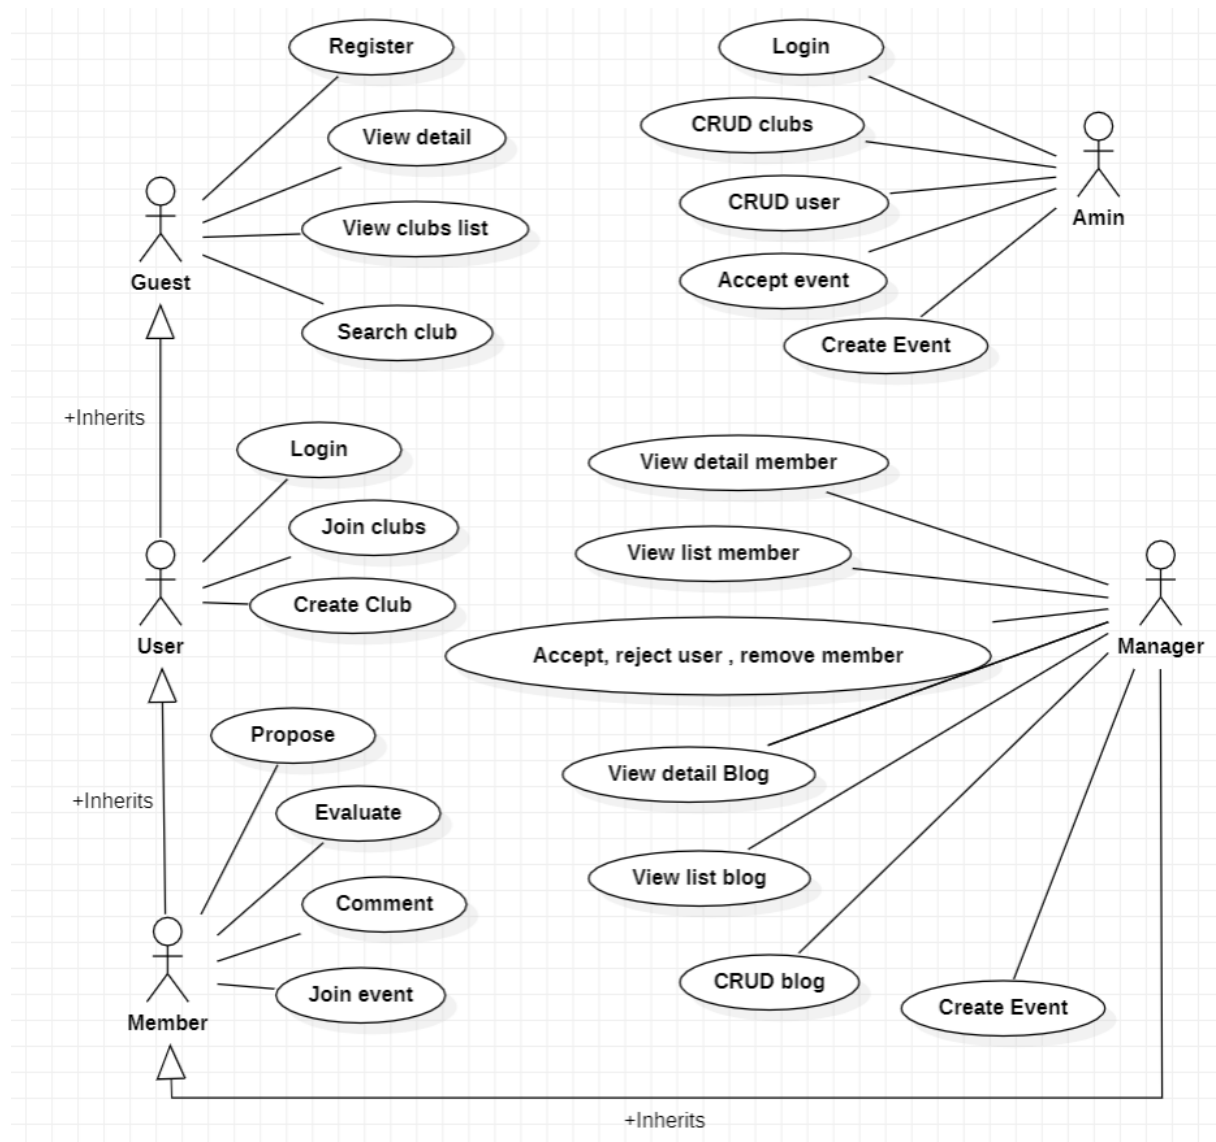 Register
View detail
View clubs list
Search club
Guest
+Inherits
Login
CRUD clubs
CRUD user
Accept event
Create Event
Amin
Login
Join clubs
Create Club
User
+Inherits
Propose
Evaluate
Comment
Join event
Member
View detail member
View list member
Accept, reject user , remove member
View detail Blog
View list blog
CRUD blog
Create Event
Manager
+Inherits